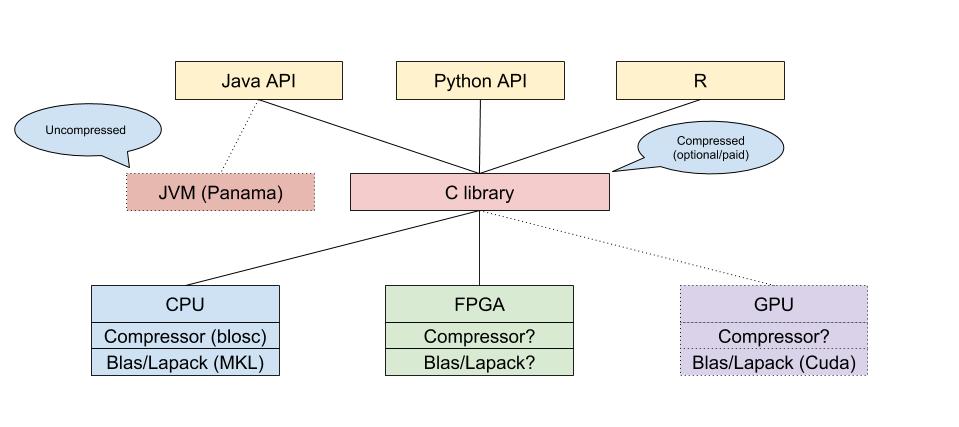 Java API
Python API
R
Uncompressed
Compressed
(optional/paid)
JVM (Panama)
C library
CPU
Compressor (blosc)
Blas/Lapack (MKL)
FPGA
Compressor?
Blas/Lapack?
GPU
Compressor?
Blas/Lapack (Cuda)